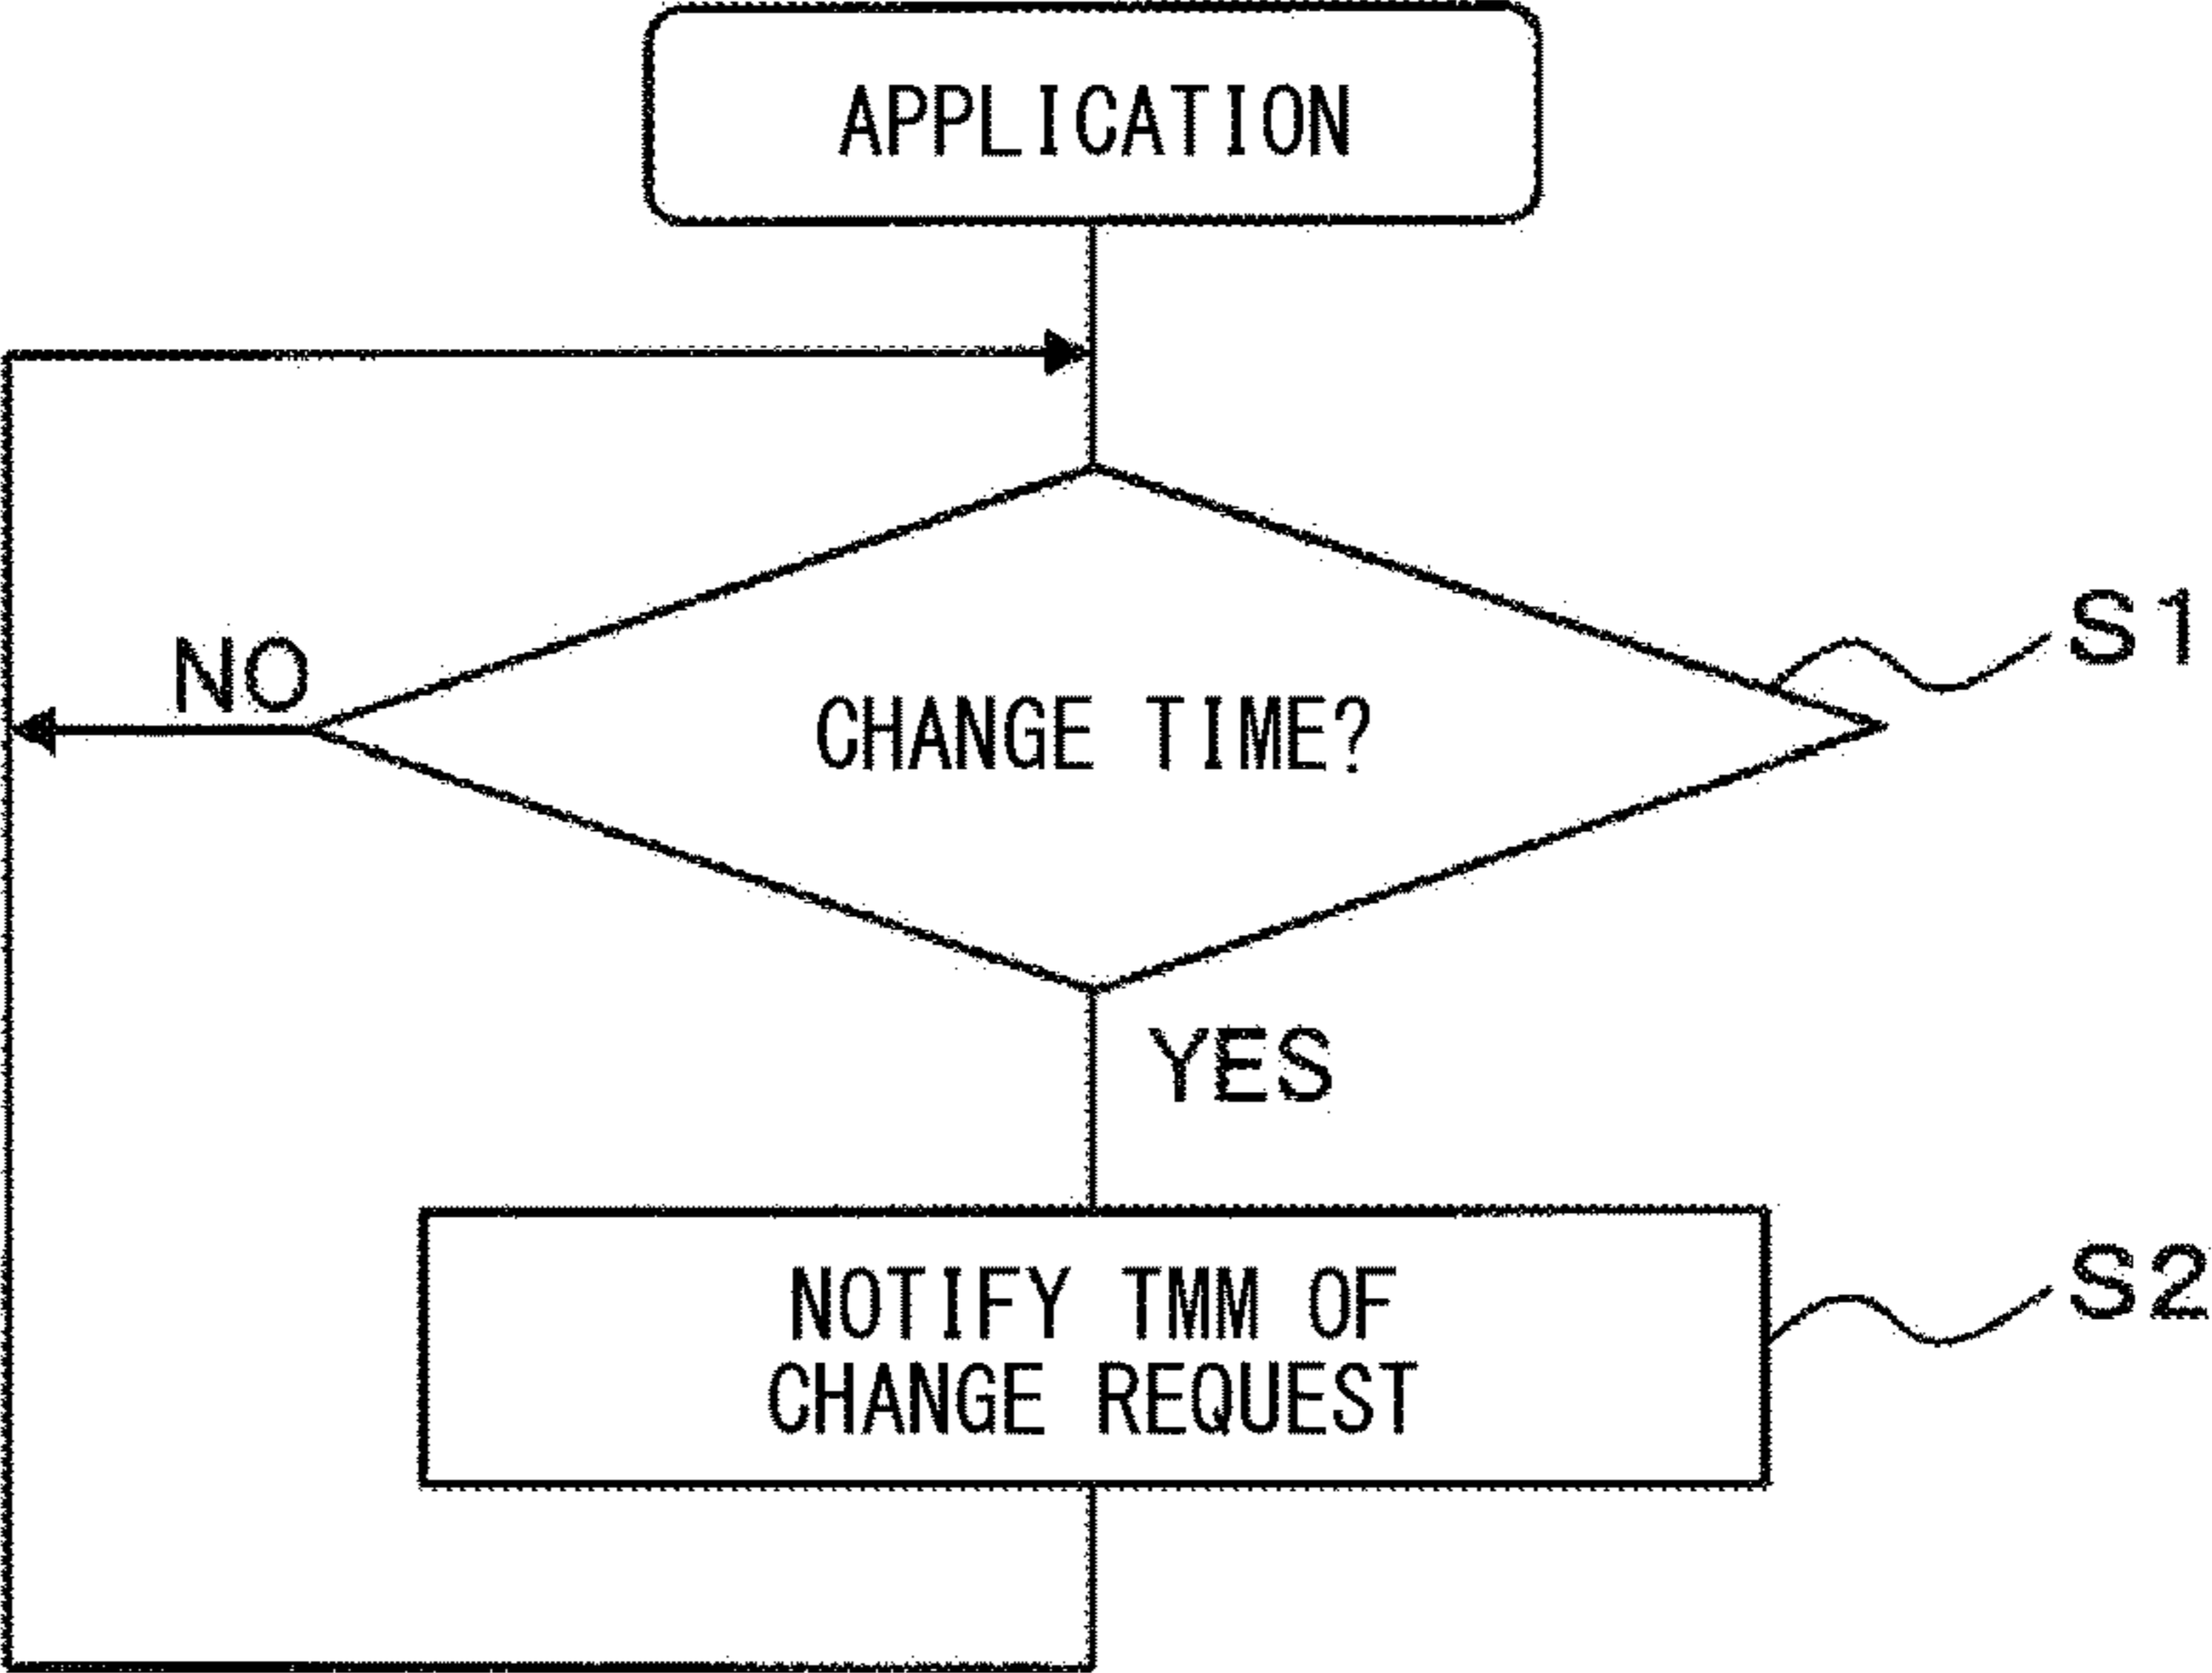 APPLICATION
S1
NO
CHANGE TIME?
YES
NOTIFY TMM OF
CHANGE REQUEST
S2